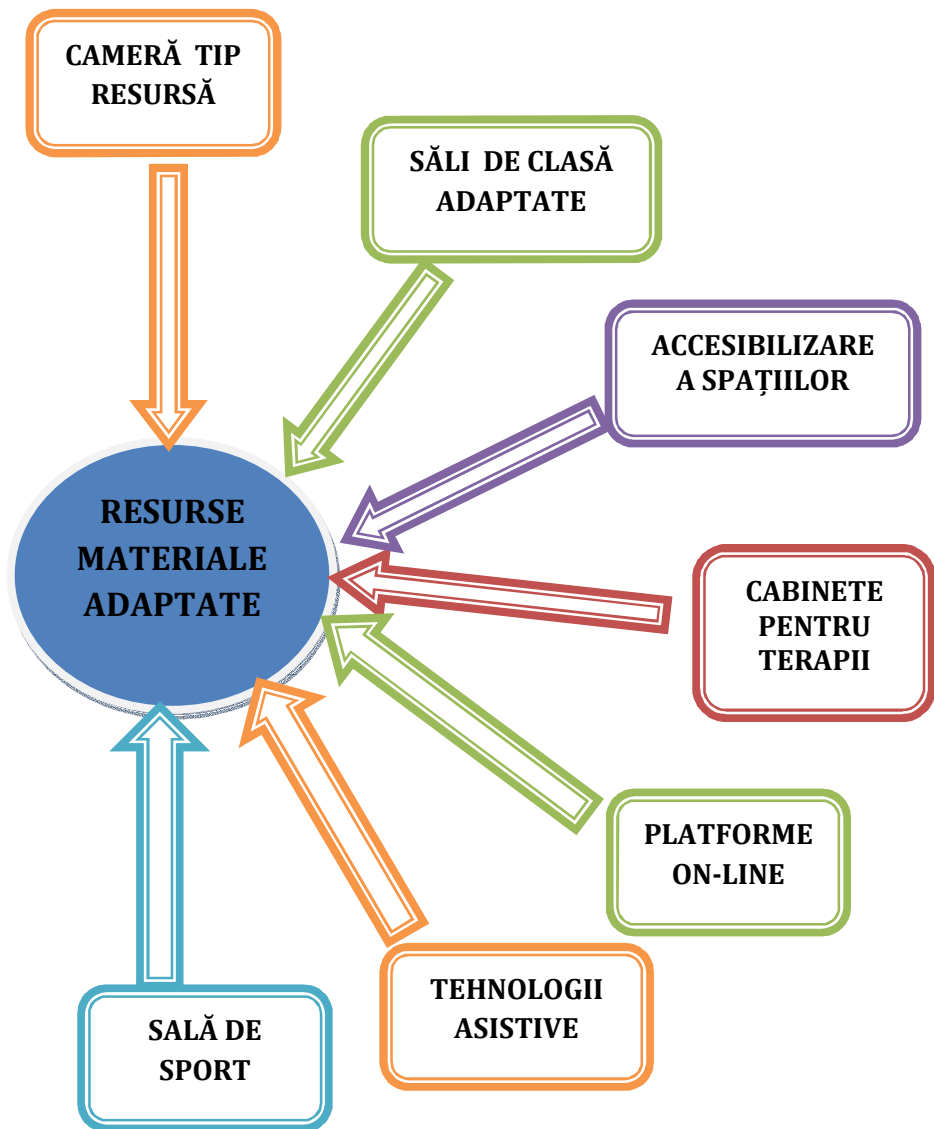 CAMERĂ TIP
RESURSĂ
SĂLI DE CLASĂ
ADAPTATE
ACCESIBILIZARE
A SPAȚIILOR
RESURSE
MATERIALE
ADAPTATE
CABINETE
PENTRU
TERAPII
PLATFORME
ON-LINE
TEHNOLOGII
ASISTIVE
SALĂ DE
SPORT